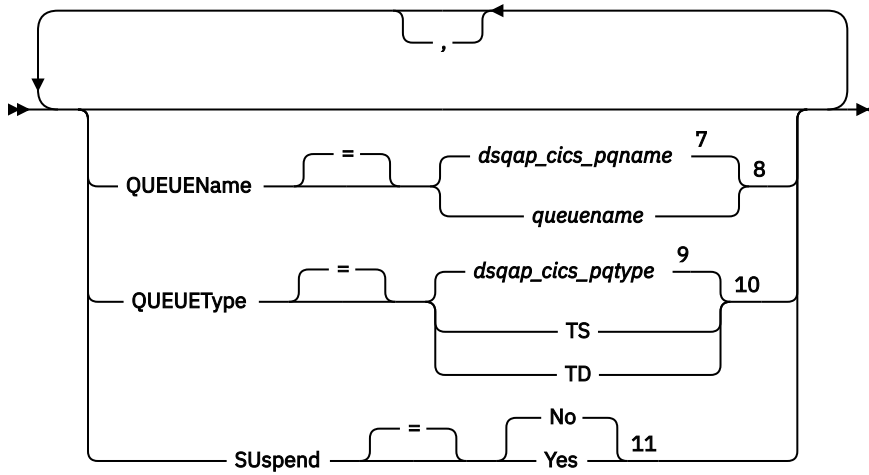 ,
= dsqap_cics_pqname 7
QUEUEName 8
queuename
= dsqap_cics_pqtype 9
QUEUEType 10
TS
TD
No
= 11
SUspend Yes